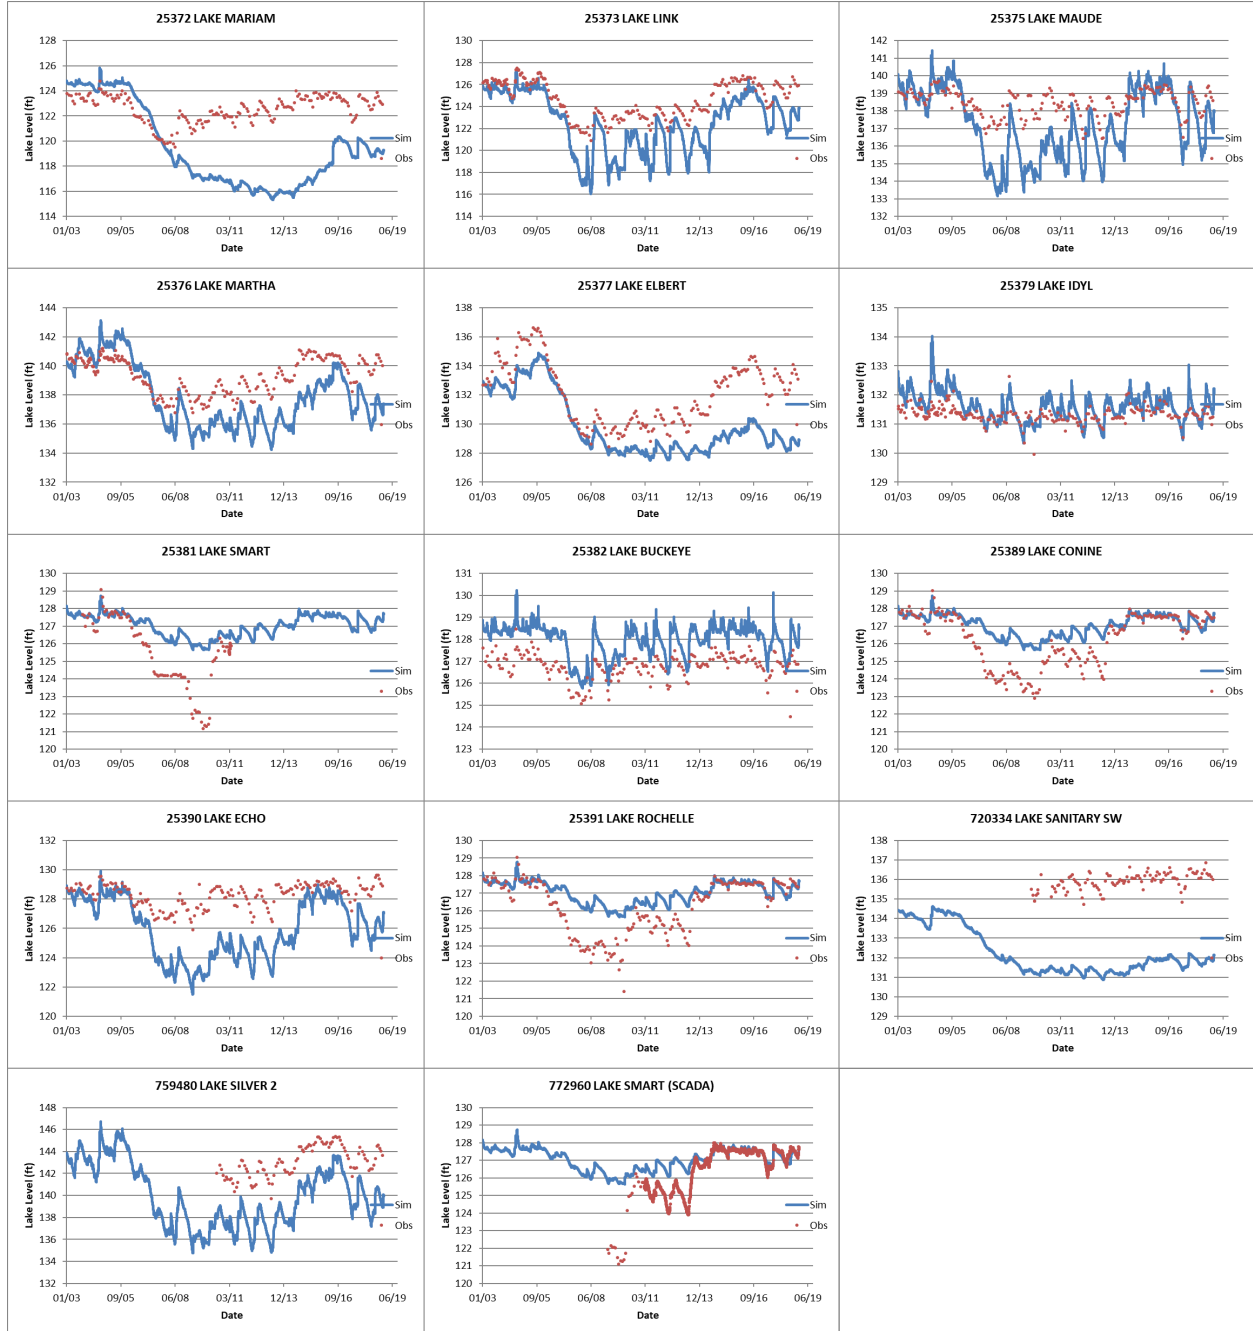 25372 LAKE MARIAM
Lake Level (ft)
128
126
124
122
120
118
116
114
01/03 09/05 06/08 03/11 12/13 09/16 06/19
Date
Sim
Obs
25373 LAKE LINK
Lake Level (ft)
130
128
126
124
122
120
118
116
114
01/03 09/05 06/08 03/11 12/13 09/16 06/19
Date
Sim
Obs
25375 LAKE MAUDE
Lake Level (ft)
142
141
140
139
138
137
136
135
134
133
132
01/03 09/05 06/08 03/11 12/13 09/16 06/19
Date
Sim
Obs
25376 LAKE MARTHA
Lake Level (ft)
144
142
140
138
136
134
132
01/03 09/05 06/08 03/11 12/13 09/16 06/19
Date
Sim
Obs
25377 LAKE ELBERT
Lake Level (ft)
138
136
134
132
130
128
126
01/03 09/05 06/08 03/11 12/13 09/16 06/19
Date
Sim
Obs
25379 LAKE IDYL
Lake Level (ft)
135
134
133
132
131
130
129
01/03 09/05 06/08 03/11 12/13 09/16 06/19
Date
Sim
Obs
25381 LAKE SMART
Lake Level (ft)
130
129
128
127
126
125
124
123
122
121
120
01/03 09/05 06/08 03/11 12/13 09/16 06/19
Date
Sim
Obs
25382 LAKE BUCKEYE
Lake Level (ft)
131
130
129
128
127
126
125
124
123
01/03 09/05 06/08 03/11 12/13 09/16 06/19
Date
Sim
Obs
25389 LAKE CONINE
Lake Level (ft)
130
129
128
127
126
125
124
123
122
121
120
01/03 09/05 06/08 03/11 12/13 09/16 06/19
Date
Sim
Obs
25390 LAKE ECHO
Lake Level (ft)
132
130
128
126
124
122
120
01/03 09/05 06/08 03/11 12/13 09/16 06/19
Date
Sim
Obs
25391 LAKE ROCHELLE
Lake Level (ft)
130
129
128
127
126
125
124
123
122
121
120
01/03 09/05 06/08 03/11 12/13 09/16 06/19
Date
Sim
Obs
720334 LAKE SANITARY SW
Lake Level (ft)
138
137
136
135
134
133
132
131
130
129
01/03 09/05 06/08 03/11 12/13 09/16 06/19
Date
Sim
Obs
759480 LAKE SILVER 2
Lake Level (ft)
148
146
144
142
140
138
136
134
132
01/03 09/05 06/08 03/11 12/13 09/16 06/19
Date
Sim
Obs
772960 LAKE SMART (SCADA)
Lake Level (ft)
130
129
128
127
126
125
124
123
122
121
120
01/03 09/05 06/08 03/11 12/13 09/16 06/19
Date
Sim
Obs